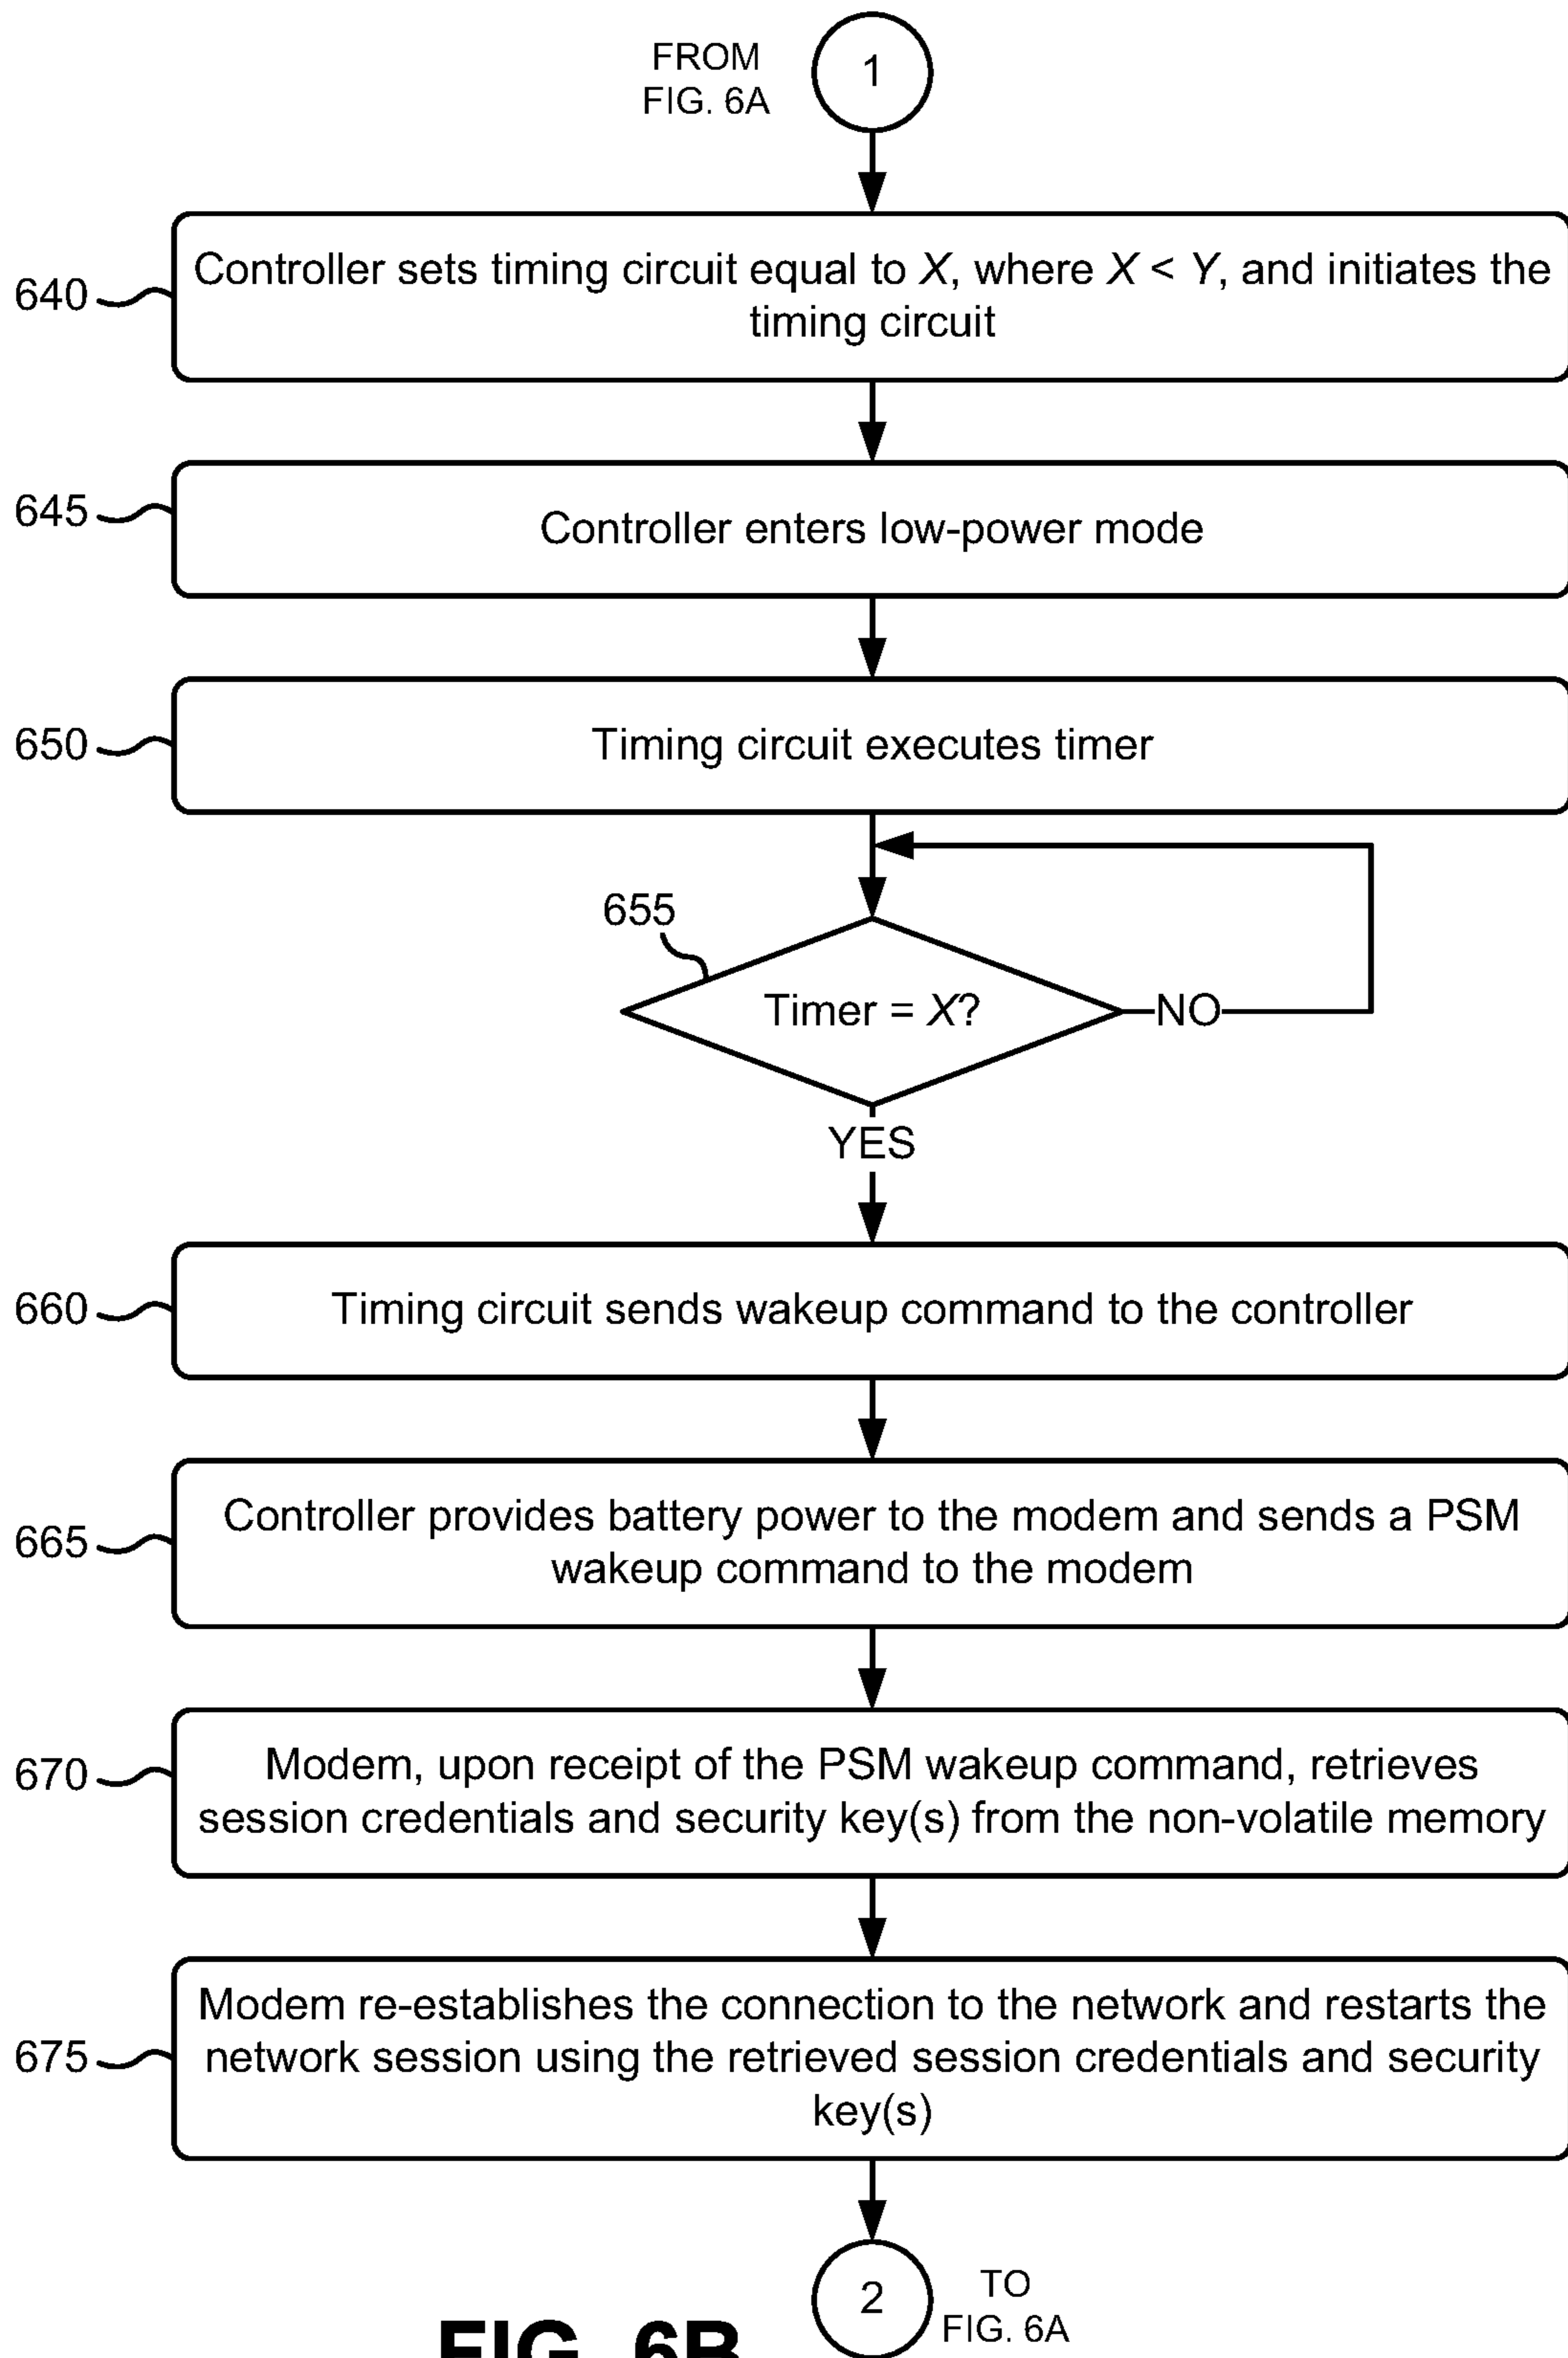 FROM
FIG. 6A
1
640
Controller sets timing circuit equal to X, where X < Y, and initiates the
timing circuit
645
Controller enters low-power mode
650
Timing circuit executes timer
655
Timer = X?
NO
YES
660
Timing circuit sends wakeup command to the controller
665
Controller provides battery power to the modem and sends a PSM
wakeup command to the modem
670
Modem, upon receipt of the PSM wakeup command, retrieves
session credentials and security key(s) from the non-volatile memory
675
Modem re-establishes the connection to the network and restarts the
network session using the retrieved session credentials and security
key(s)
2
TO
FIG. 6A
FIG. 6B